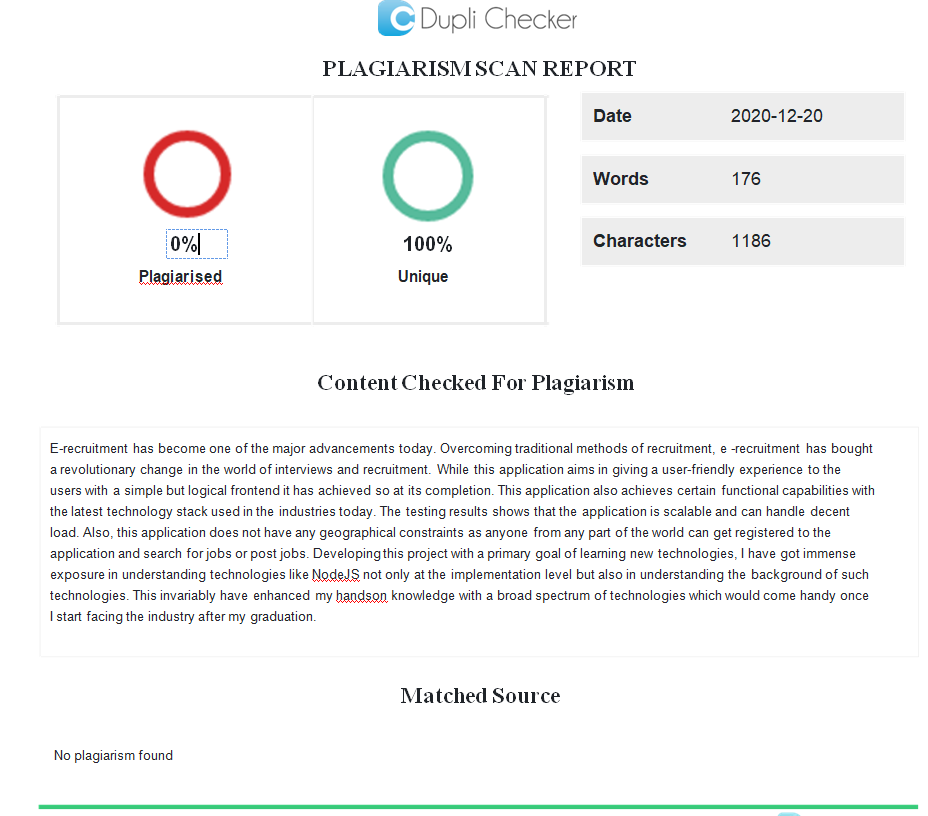 Dupli Checker
PLAGIARISM SCAN REPORT
Date 2020-12-20
Words 176
Characters 1186
0% 100%
Plagiarised Unique
Content Checked For Plagiarism
E-recruitment has become one of the major advancements today. Overcoming traditional methods of recruitment, e -recruitment has bought
a revolutionary change in the world of interviews and recruitment. While this application aims in giving a user-friendly experience to the
users with a simple but logical frontend it has achieved so at its completion. This application also achieves certain functional capabilities with
the latest technology stack used in the industries today. The testing results shows that the application is scalable and can handle decent
load. Also, this application does not have any geographical constraints as anyone from any part of the world can get registered to the
application and search for jobs or post jobs. Developing this project with a primary goal of learning new technologies, I have got immense
exposure in understanding technologies like NodeJS not only at the implementation level but also in understanding the background of such
technologies. This invariably have enhanced my handson knowledge with a broad spectrum of technologies which would come handy once
I start facing the industry after my graduation.
Matched Source
No plagiarism found